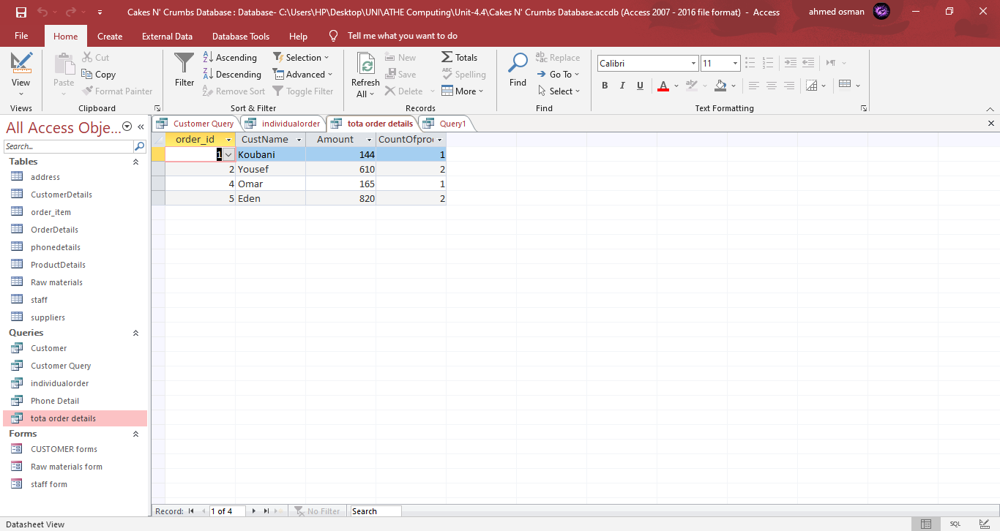 Cakes N' Crumbs Database : Database- C:\Users\HP\Desktop\UNI\ATHE Computing\Unit-4.4\Cakes N' Crumbs Database.accdb (Access 2007 - 2016 file format) - Access ahmed osman
File Home Create External Data Database Tools Help Tell me what you want to do
View
Views
Paste
Cut
Copy
Format Painter
Clipboard
Filter
Ascending
Descending
Remove Sort
Selection
Advanced
Toggle Filter
Sort & Filter
Refresh
All
New
Save
Delete
Totals
Spelling
More
Records
Find
Replace
Go To
Select
Find
Calibri 11
B I U A
Text Formatting
All Access Obje...
Search...
Tables
address
CustomerDetails
order_item
OrderDetails
phonedetails
ProductDetails
Raw materials
staff
suppliers
Queries
Customer
Customer Query
individualorder
Phone Detail
tota order details
Forms
CUSTOMER forms
Raw materials form
staff form
Customer Query individualorder tota order details Query1
order_id CustName Amount CountOfproc
1 Koubani 144 1
2 Yousef 610 2
4 Omar 165 1
5 Eden 820 2
Record: 1 of 4 No Filter Search
Datasheet View SQL